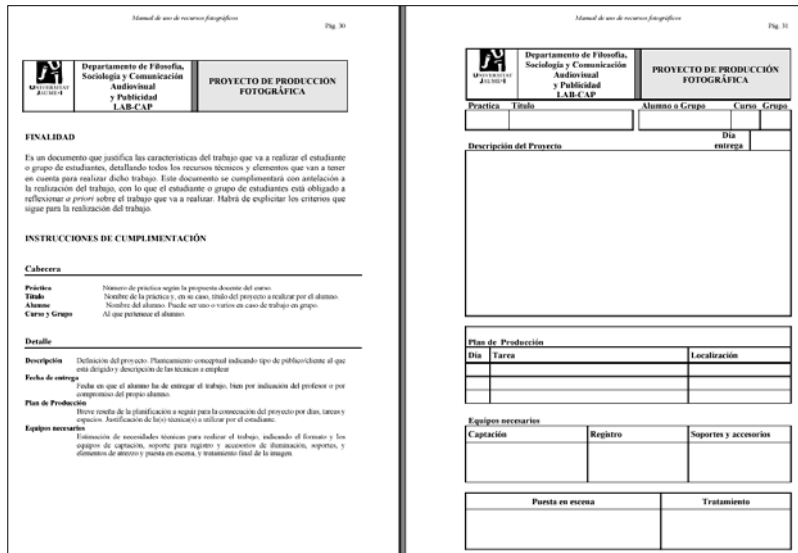 Manual de uso de recursos fotográficos
Pág. 30
UNIVERSITAT
JAUME·I
Departamento de Filosofía,
Sociología y Comunicación
Audiovisual
y Publicidad
LAB-CAP
PROYECTO DE PRODUCCIÓN
FOTOGRÁFICA
FINALIDAD
Es un documento que justifica las características del trabajo que va a realizar el estudiante
o grupo de estudiantes, detallando todos los recursos técnicos y elementos que van a tener
en cuenta para realizar dicho trabajo. Este documento se cumplimentará con antelación a
la realización del trabajo, con lo que el estudiante o grupo de estudiantes está obligado a
reflexionar a priori sobre el trabajo que va a realizar. Habrá de explicitar los criterios que
sigue para la realización del trabajo.
INSTRUCCIONES DE CUMPLIMENTACIÓN
Cabecera
Práctica Número de práctica según la propuesta docente del curso.
Título Nombre de la práctica y, en su caso, título del proyecto a realizar por el alumno.
Alumno Nombre del alumno. Puede ser uno o varios en caso de trabajo en grupo.
Curso y Grupo Al que pertenece el alumno.
Detalle
Descripción Definición del proyecto. Planteamiento conceptual indicando tipo de público/cliente al que
está dirigido y descripción de las técnicas a emplear
Fecha de entrega
Fecha en que el alumno ha de entregar el trabajo, bien por indicación del profesor o por
compromiso del propio alumno.
Plan de Producción
Breve reseña de la planificación a seguir para la consecución del proyecto por días, tareas y
espacios. Justificación de la(s) técnica(s) a utilizar por el estudiante.
Equipos necesarios
Estimación de necesidades técnicas para realizar el trabajo, indicando el formato y los
equipos de captación, soporte para registro y accesorios de iluminación, soportes, y
elementos de atrezzo y puesta en escena, y tratamiento final de la imagen.
Manual de uso de recursos fotográficos
Pág. 31
UNIVERSITAT
JAUME·I
Departamento de Filosofía,
Sociología y Comunicación
Audiovisual
y Publicidad
LAB-CAP
PROYECTO DE PRODUCCIÓN
FOTOGRÁFICA
Practica Título Alumno o Grupo Curso Grupo
Día
entrega
Descripción del Proyecto
Plan de Producción
Día Tarea Localización
Equipos necesarios
Captación Registro Soportes y accesorios
Puesta en escena Tratamiento